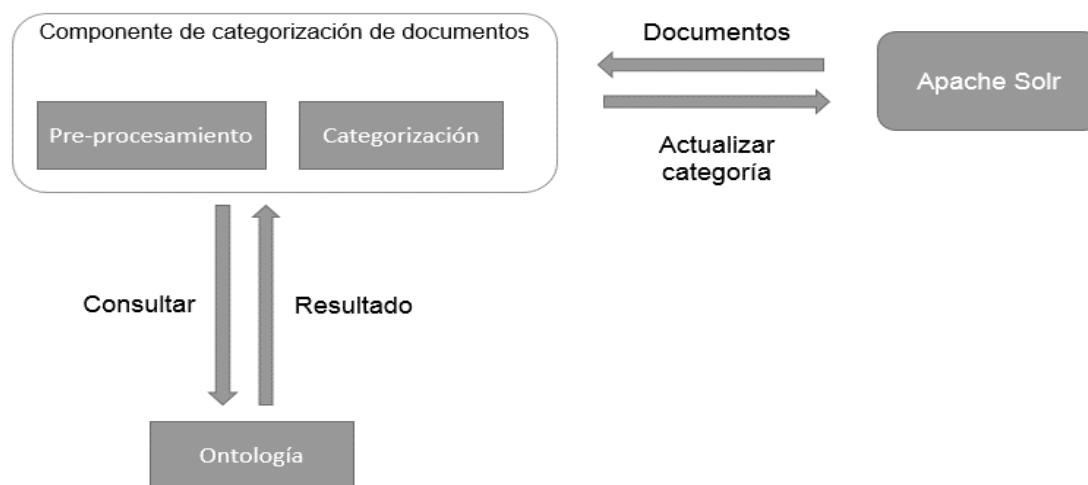 Componente de categorización de documentos
Pre-procesamiento
Categorización
Documentos
Actualizar
categoría
Apache Solr
Consultar
Resultado
Ontología